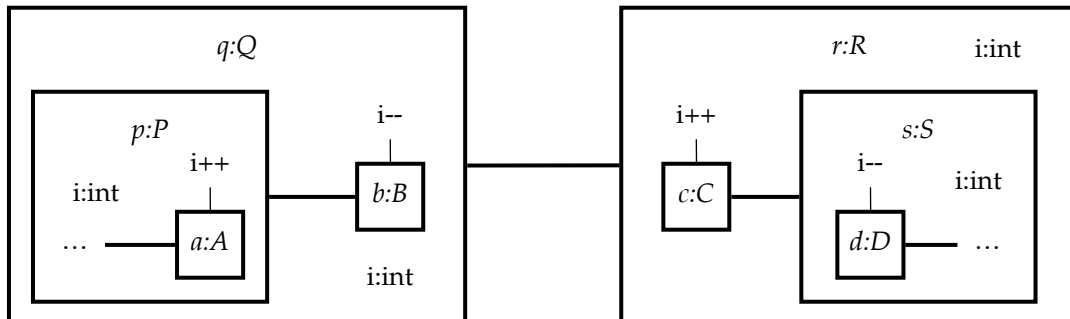 q:Q
r:R
i:int
p:P
i--
i++
s:S
i++
i--
i:int
i:int
a:A
b:B
c:C
d:D
…
…
i:int